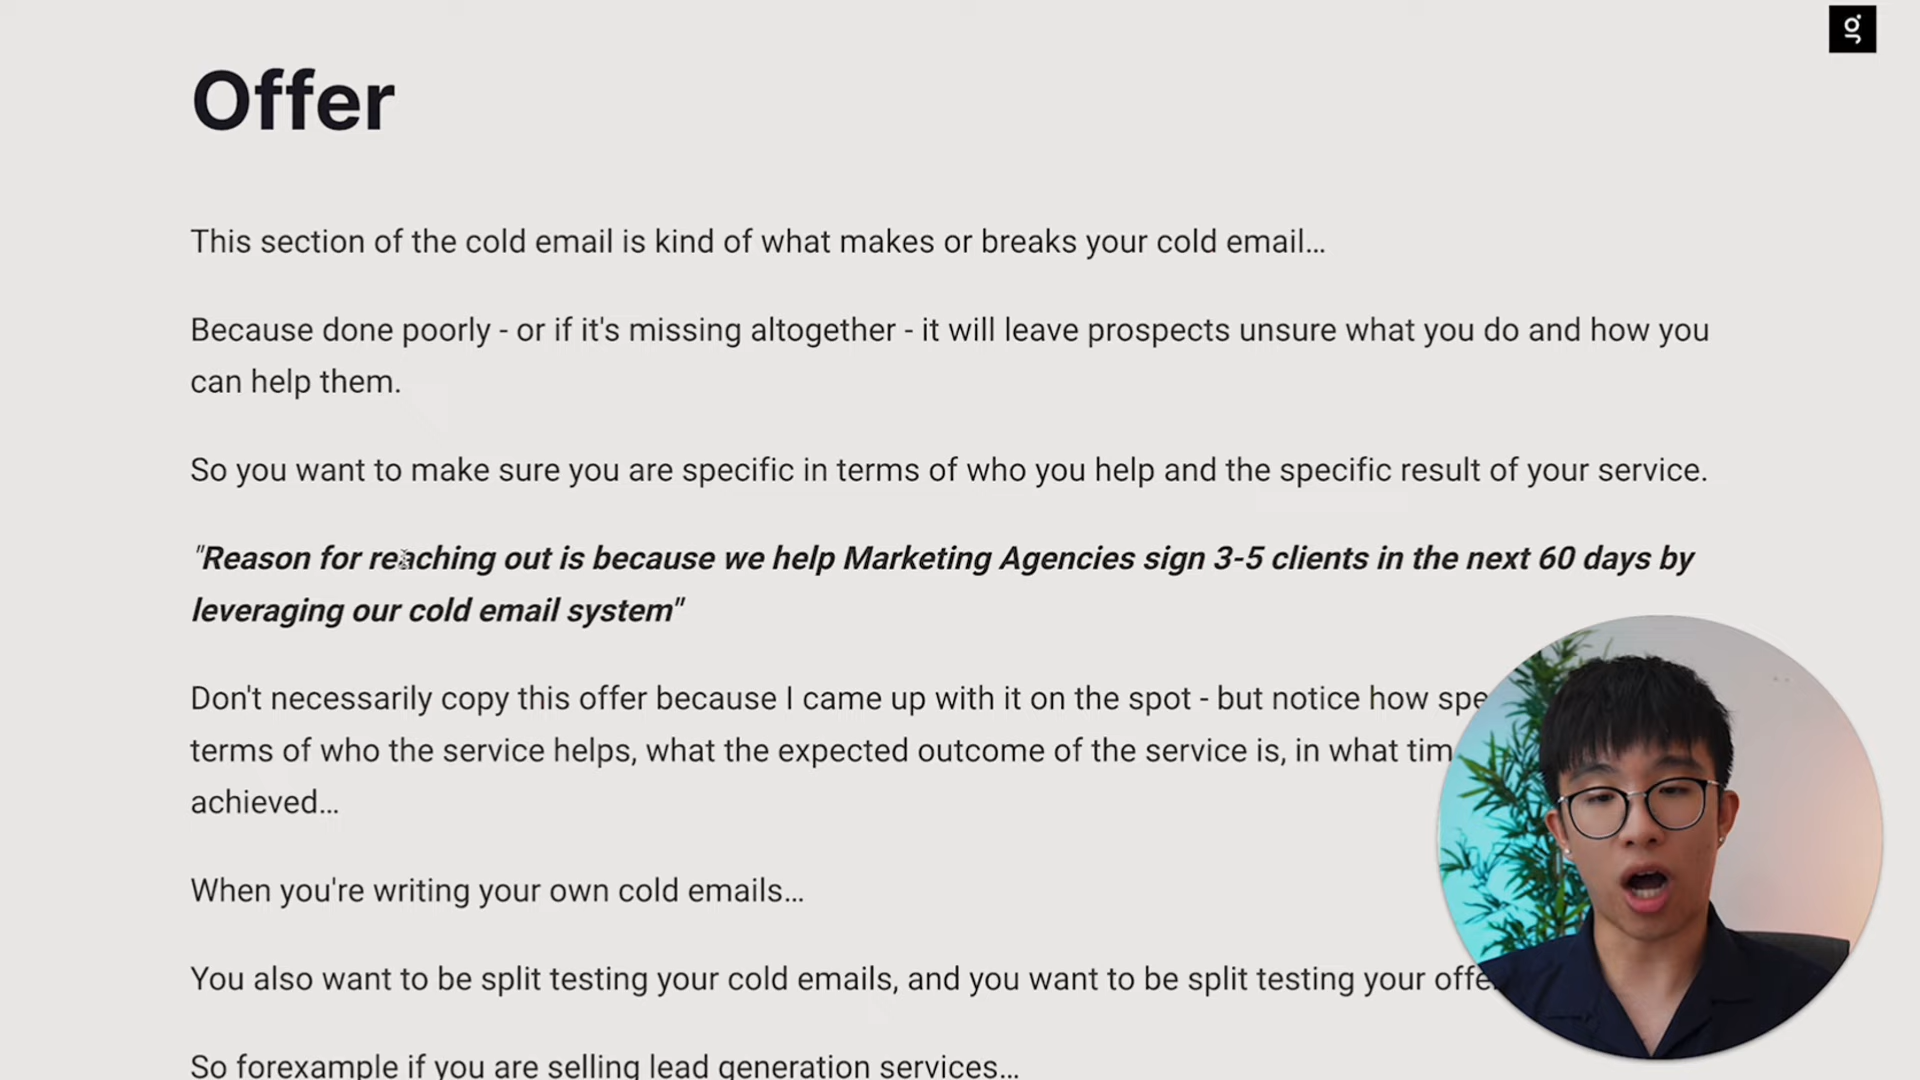 g
Offer
This section of the cold email is kind of what makes or breaks your cold email…
Because done poorly - or if it's missing altogether - it will leave prospects unsure what you do and how you
can help them.
So you want to make sure you are specific in terms of who you help and the specific result of your service.
"Reason for reaching out is because we help Marketing Agencies sign 3-5 clients in the next 60 days by
leveraging our cold email system"
Don't necessarily copy this offer because I came up with it on the spot - but notice how spe
terms of who the service helps, what the expected outcome of the service is, in what tim
achieved…
When you're writing your own cold emails…
You also want to be split testing your cold emails, and you want to be split testing your offe
So forexample if you are selling lead generation services…